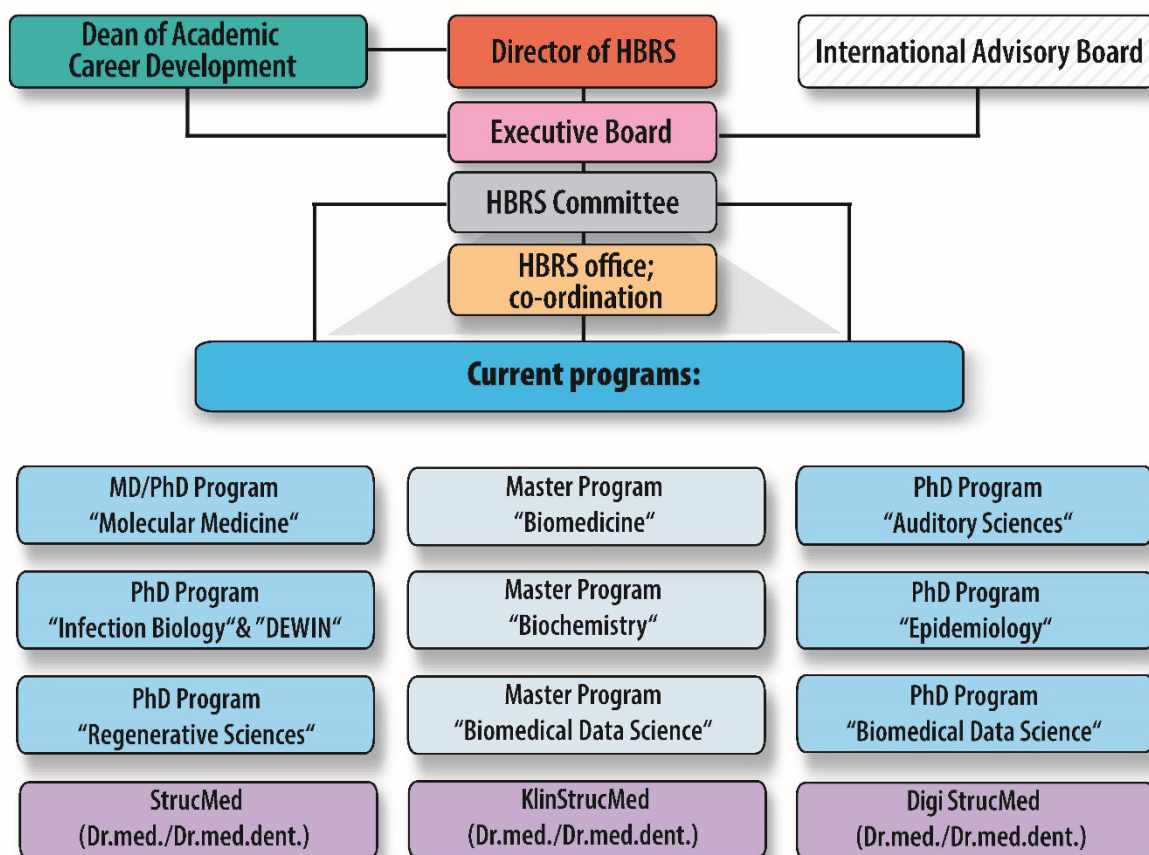 Dean of Academic
Career Development
Director of HBRS
International Advisory Board
Executive Board
HBRS Committee
HBRS office;
co-ordination
Current programs:
MD/PhD Program
“Molecular Medicine“
Master Program
“Biomedicine“
PhD Program
“Auditory Sciences“
PhD Program
“Infection Biology“& ”DEWIN“
Master Program
“Biochemistry“
PhD Program
“Epidemiology“
PhD Program
“Regenerative Sciences“
Master Program
“Biomedical Data Science“
PhD Program
“Biomedical Data Science“
StrucMed
(Dr.med./Dr.med.dent.)
KlinStrucMed
(Dr.med./Dr.med.dent.)
Digi StrucMed
(Dr.med./Dr.med.dent.)